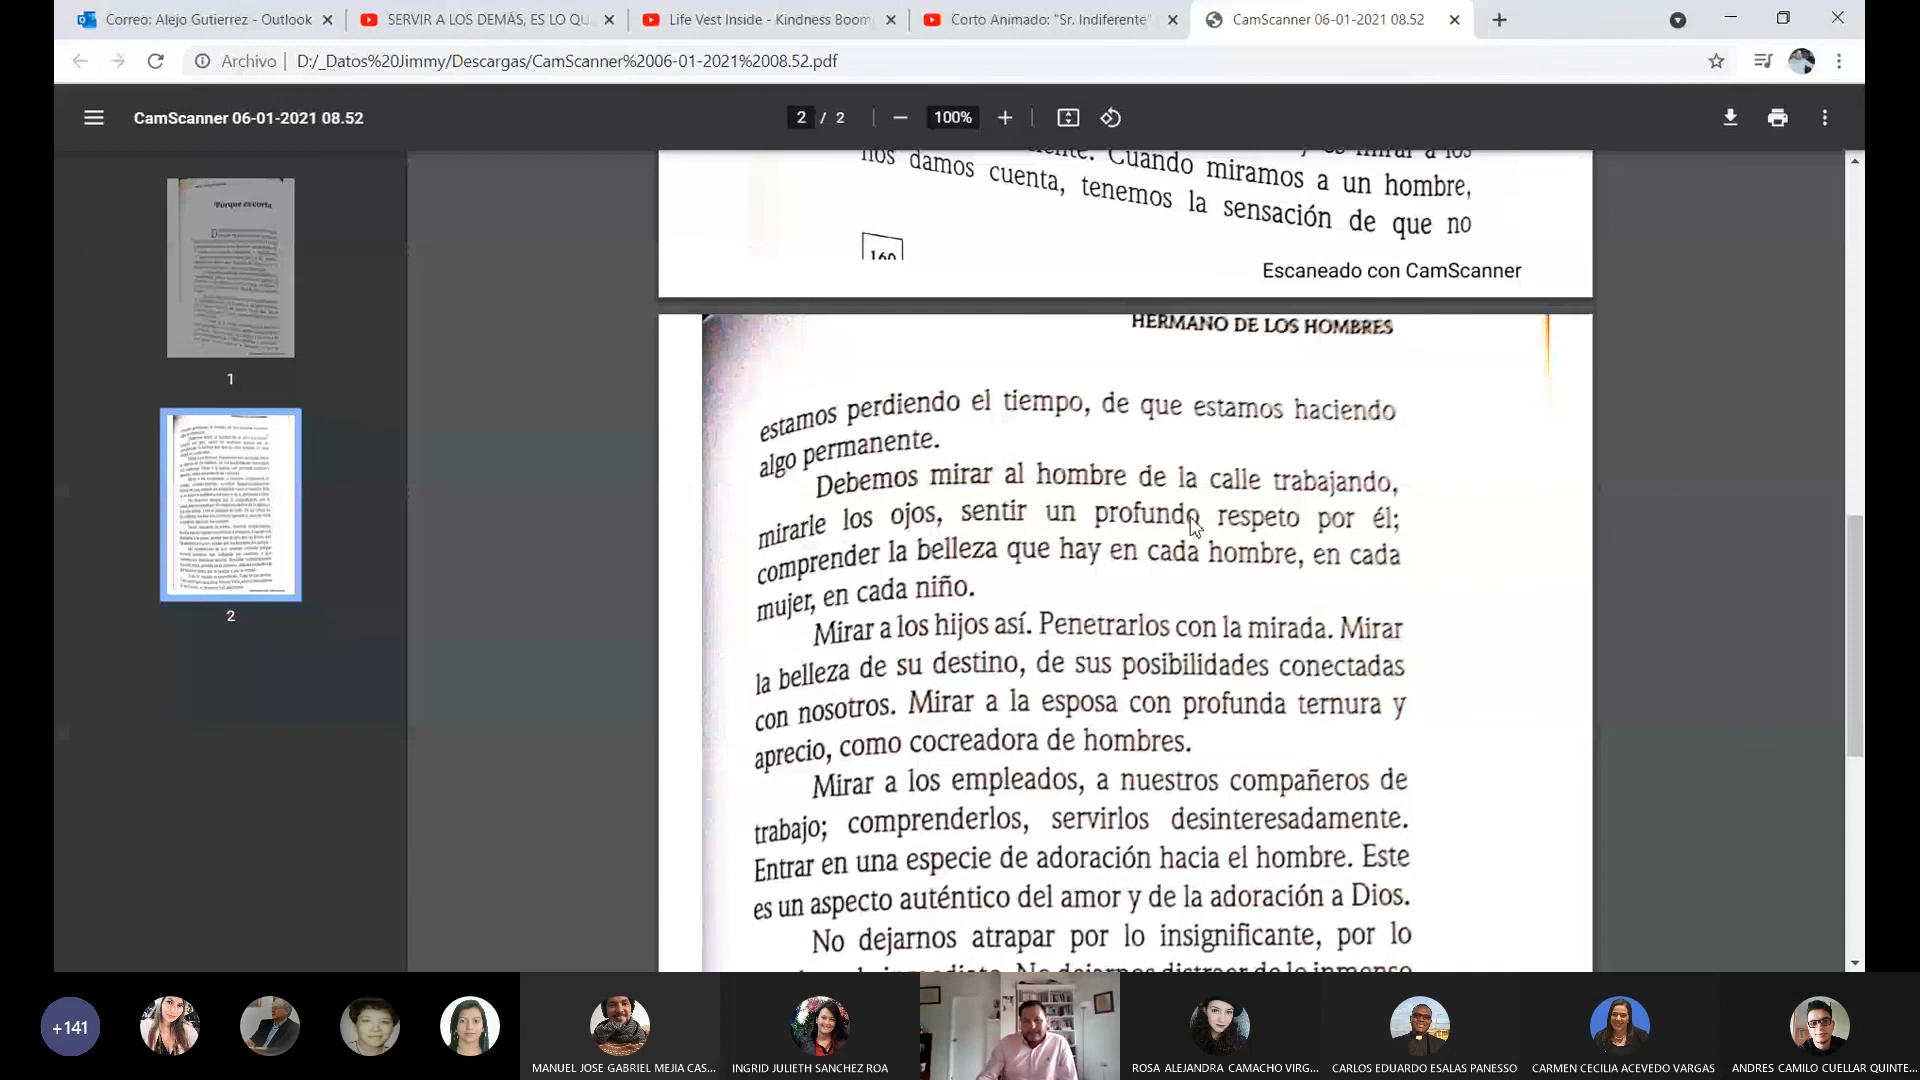 Correo: Alejo Gutierrez - Outlook
SERVIR A LOS DEMÁS, ES LO QU
Life Vest Inside - Kindness Boom
Corto Animado: "Sr. Indiferente"
CamScanner 06-01-2021 08.52
Archivo
D:/_Datos%20Jimmy/Descargas/CamScanner%2006-01-2021%2008.52.pdf
CamScanner 06-01-2021 08.52
2 / 2
100%
1
2
Cuando miramos a un hombre,
nos damos cuenta, tenemos la sensación de que no
160
Escaneado con CamScanner
HERMANO DE LOS HOMBRES
estamos perdiendo el tiempo, de que estamos haciendo
algo permanente.
Debemos mirar al hombre de la calle trabajando,
mirarle los ojos, sentir un profundo respeto por él;
comprender la belleza que hay en cada hombre, en cada
mujer, en cada niño.
Mirar a los hijos así. Penetrarlos con la mirada. Mirar
la belleza de su destino, de sus posibilidades conectadas
con nosotros. Mirar a la esposa con profunda ternura y
aprecio, como cocreadora de hombres.
Mirar a los empleados, a nuestros compañeros de
trabajo; comprenderlos, servirlos desinteresadamente.
Entrar en una especie de adoración hacia el hombre. Este
es un aspecto auténtico del amor y de la adoración a Dios.
No dejarnos atrapar por lo insignificante, por lo
+141
MANUEL JOSE GABRIEL MEJIA CAS...
INGRID JULIETH SANCHEZ ROA
ROSA ALEJANDRA CAMACHO VIRG...
CARLOS EDUARDO ESALAS PANESSO
CARMEN CECILIA ACEVEDO VARGAS
ANDRES CAMILO CUELLAR QUINTE...